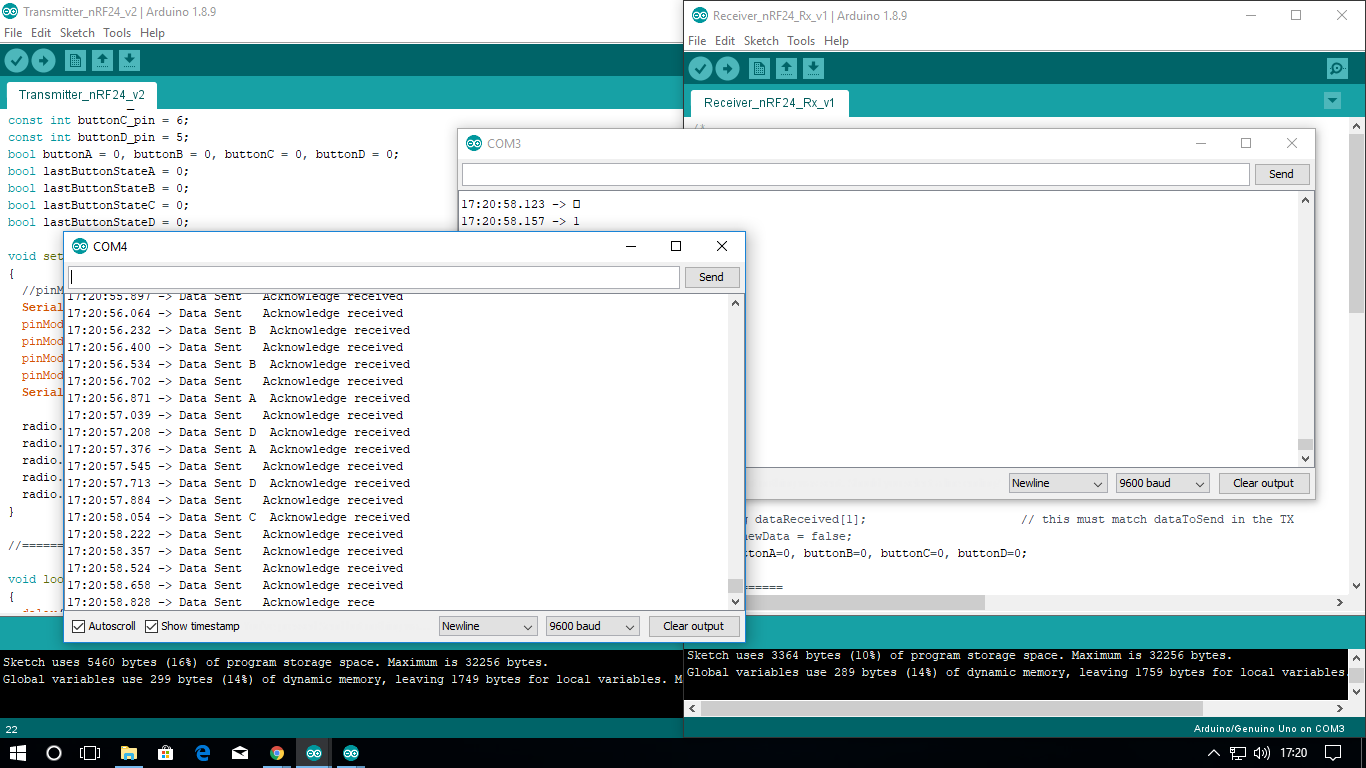 Transmitter_nRF24_v2 | Arduino 1.8.9
File Edit Sketch Tools Help
Transmitter_nRF24_v2
const int buttonC_pin = 6;
const int buttonD_pin = 5;
bool buttonA = 0, buttonB = 0, buttonC = 0, buttonD = 0;
bool lastButtonStateA = 0;
bool lastButtonStateB = 0;
bool lastButtonStateC = 0;
bool lastButtonStateD = 0;
void set
{
//pinM
Serial
pinMod
pinMod
pinMod
pinMod
Serial
radio.
radio.
radio.
radio.
radio.
}
//======
void loo
{
Receiver_nRF24_Rx_v1 | Arduino 1.8.9
File Edit Sketch Tools Help
Receiver_nRF24_Rx_v1
/*
COM3
Send
17:20:58.123 -> □
17:20:58.157 -> 1
Newline
9600 baud
Clear output
COM4
Send
17:20:55.897 -> Data Sent   Acknowledge received
17:20:56.064 -> Data Sent   Acknowledge received
17:20:56.232 -> Data Sent B  Acknowledge received
17:20:56.400 -> Data Sent   Acknowledge received
17:20:56.534 -> Data Sent B  Acknowledge received
17:20:56.702 -> Data Sent   Acknowledge received
17:20:56.871 -> Data Sent A  Acknowledge received
17:20:57.039 -> Data Sent   Acknowledge received
17:20:57.208 -> Data Sent D  Acknowledge received
17:20:57.376 -> Data Sent A  Acknowledge received
17:20:57.545 -> Data Sent   Acknowledge received
17:20:57.713 -> Data Sent D  Acknowledge received
17:20:57.884 -> Data Sent   Acknowledge received
17:20:58.054 -> Data Sent C  Acknowledge received
17:20:58.222 -> Data Sent   Acknowledge received
17:20:58.357 -> Data Sent   Acknowledge received
17:20:58.524 -> Data Sent   Acknowledge received
17:20:58.658 -> Data Sent   Acknowledge received
17:20:58.828 -> Data Sent   Acknowledge rece
Autoscroll
Show timestamp
Newline
9600 baud
Clear output
g dataReceived[1]; // this must match dataToSend in the TX
newData = false;
tonA=0, buttonB=0, buttonC=0, buttonD=0;
======
Sketch uses 5460 bytes (16%) of program storage space. Maximum is 32256 bytes.
Global variables use 299 bytes (14%) of dynamic memory, leaving 1749 bytes for local variables. M
22
Sketch uses 3364 bytes (10%) of program storage space. Maximum is 32256 bytes.
Global variables use 289 bytes (14%) of dynamic memory, leaving 1759 bytes for local variables.
Arduino/Genuino Uno on COM3
17:20